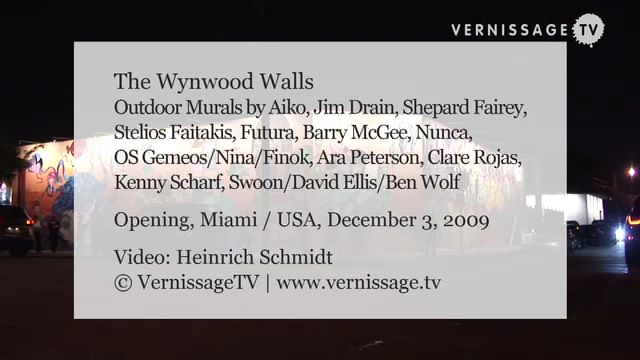 VERNISSAGE TV
The Wynwood Walls
Outdoor Murals by Aiko, Jim Drain, Shepard Fairey,
Stelios Faitakis, Futura, Barry McGee, Nunca,
OS Gemeos/Nina/Finok, Ara Peterson, Clare Rojas,
Kenny Scharf, Swoon/David Ellis/Ben Wolf
Opening, Miami / USA, December 3, 2009
Video: Heinrich Schmidt
© VernissageTV | www.vernissage.tv